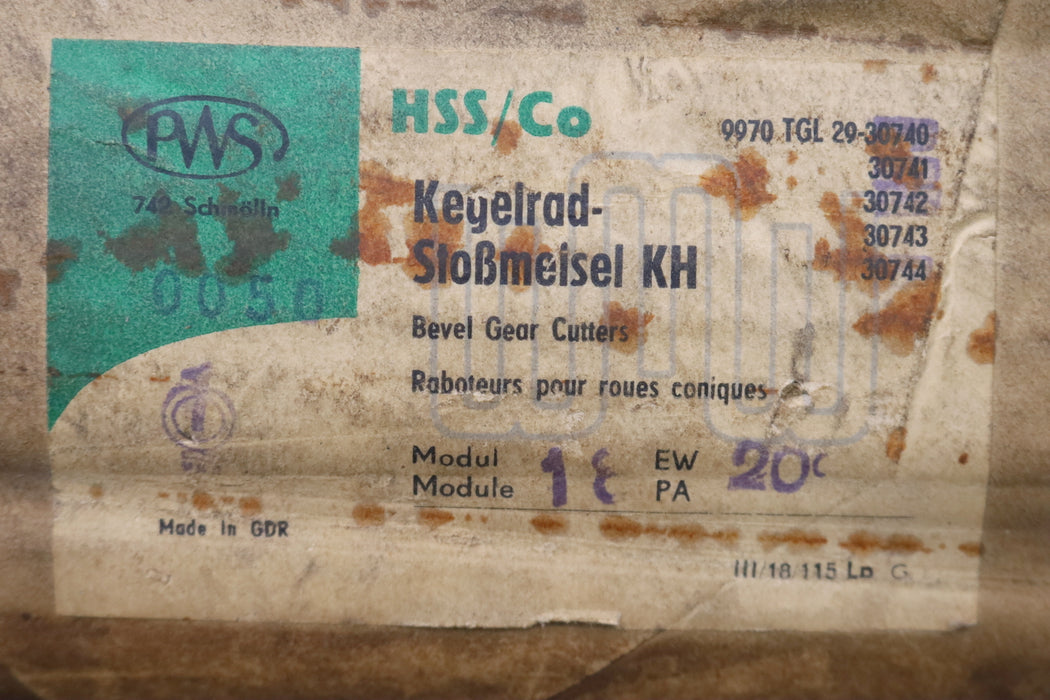 PWS
742 Schmölln
0050
HSS/Co
9970 TGL 29-30740
30741
30742
30743
30744
Kegelrad-
Stoßmeisel KH
Bevel Gear Cutters
Raboteurs pour roues coniques
Modul
Module
EW 20°
PA
Made in GDR
III/18/115 Lp G